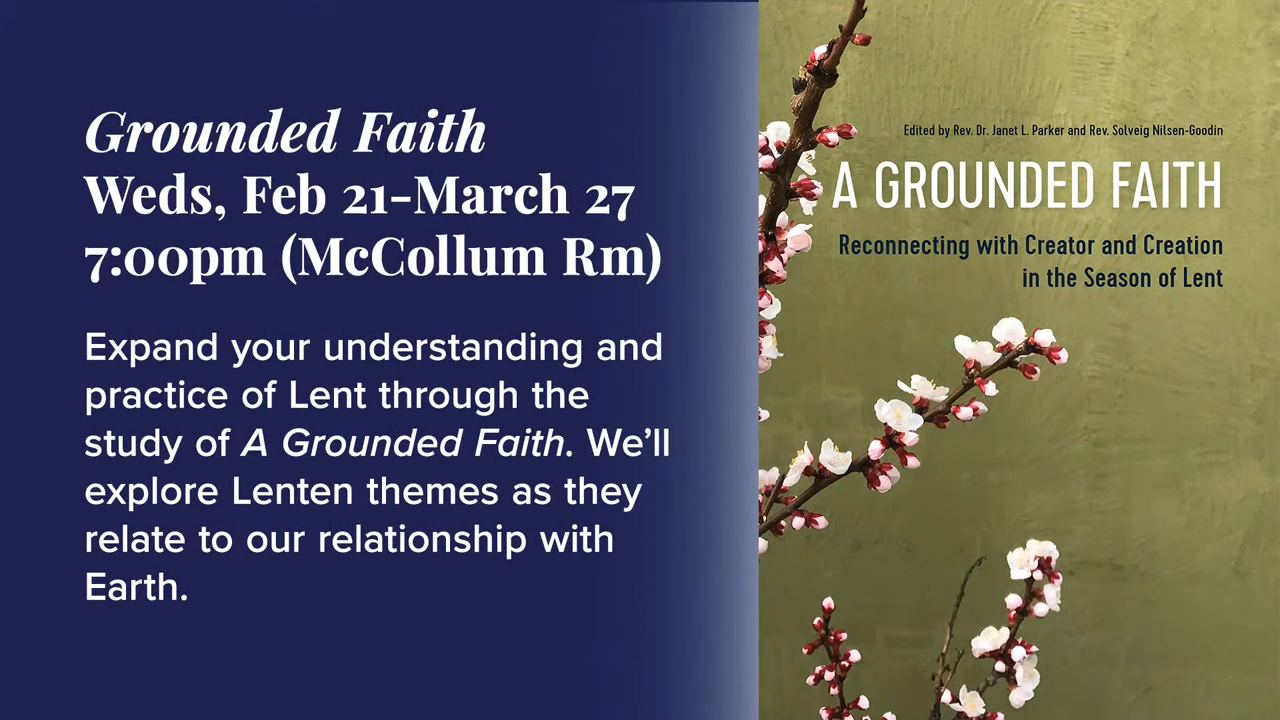 Grounded Faith
Weds, Feb 21-March 27
7:00pm (McCollum Rm)
Expand your understanding and
practice of Lent through the
study of A Grounded Faith. We’ll
explore Lenten themes as they
relate to our relationship with
Earth.
Edited by Rev. Dr. Janet L. Parker and Rev. Solveig Nilsen-Goodin
A GROUNDED FAITH
Reconnecting with Creator and Creation
in the Season of Lent